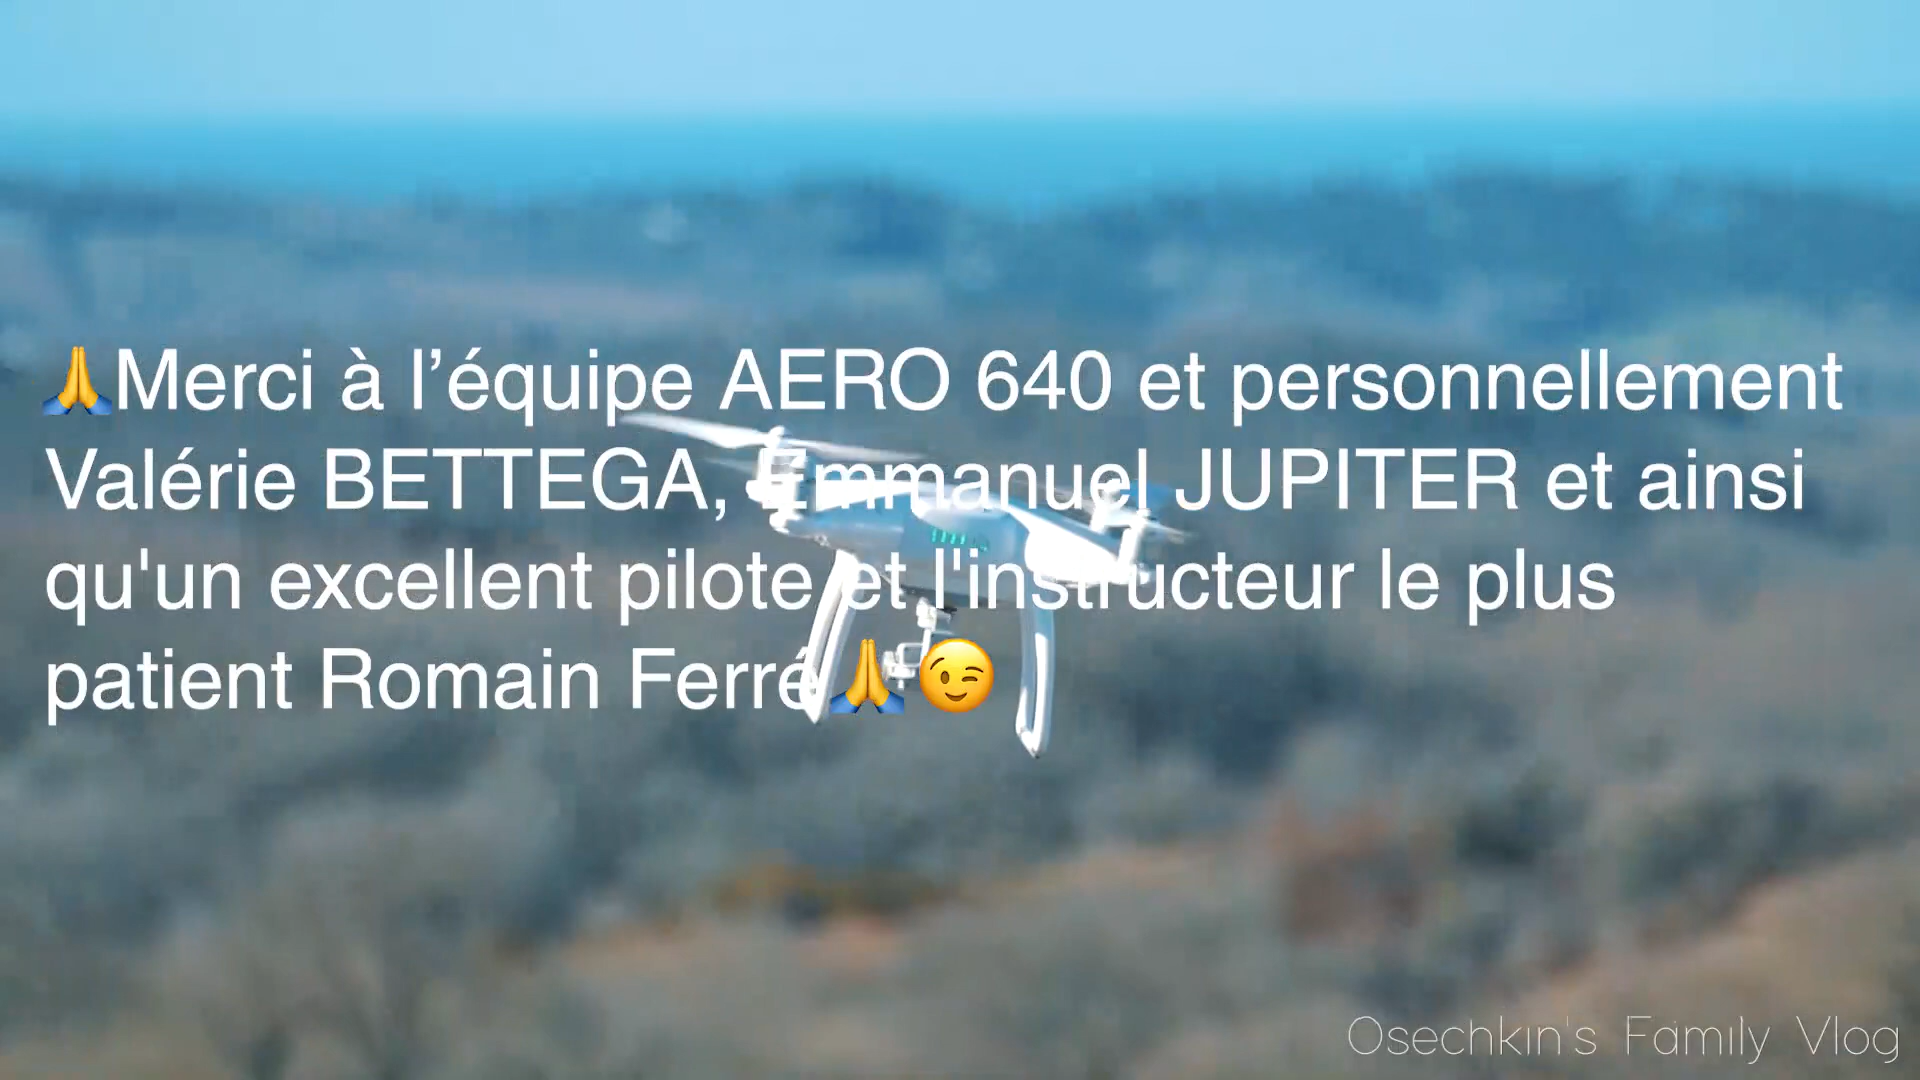 🙏Merci à l’équipe AERO 640 et personnellement
Valérie BETTEGA, Emmanuel JUPITER et ainsi
qu'un excellent pilote et l'instructeur le plus
patient Romain Ferré🙏😉
Osechkin's Family Vlog